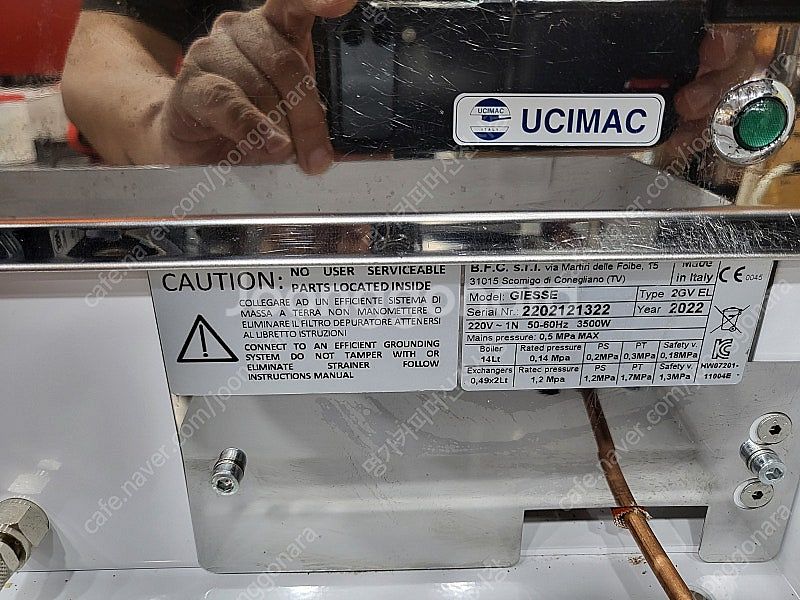 UCIMAC
ITALY
UCIMAC
CAUTION: NO USER SERVICEABLE
PARTS LOCATED INSIDE
COLLEGARE AD UN EFFICIENTE SISTEMA DI
MASSA A TERRA NON MANOMETTERE O
ELIMINARE IL FILTRO DEPURATORE ATTENERSI
AL LIBRETTO ISTRUZIONI
CONNECT TO AN EFFICIENT GROUNDING
SYSTEM DO NOT TAMPER WITH OR
ELIMINATE STRAINER FOLLOW
INSTRUCTIONS MANUAL
B.F.C. S.r.l. via Martiri delle Foibe, 15
31015 Scomigo di Conegliano (TV)
Made
in Italy
CE 0045
Model: GIESSE Type 2GV EL
Serial Nr.: 2202121322 Year 2022
220V ~ 1N 50-60Hz 3500W
Mains pressure: 0,5 MPA MAX
Boiler Rated pressure PS PT Safety v.
14Lt 0,14 Mpa 0,2MPa 0,3MPa 0,18MPa
Exchangers Rated pressure PS PT Safety v.
0,49x2Lt 1,2 Mpa 1,2MPa 1,7MPa 1,3MPa
HW07201-
11004E
cafe.naver.com/joonggonara